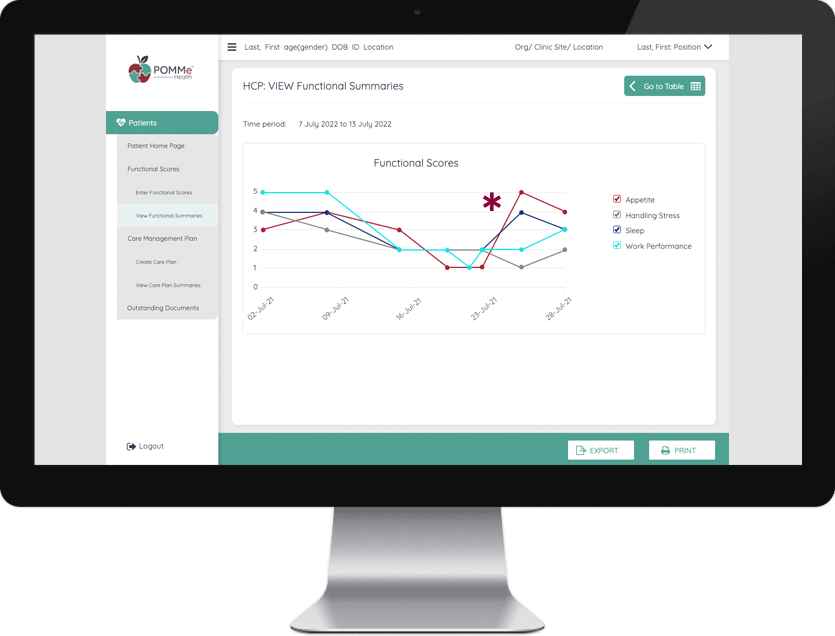 POMMe
Health
Last, First age(gender) DOB ID Location
Org/ Clinic Site/ Location
Last, First: Position
HCP: VIEW Functional Summaries
Go to Table
Patients
Time period: 7 July 2022 to 13 July 2022
Patient Home Page
Functional Scores
Enter Functional Scores
View Functional Summaries
Care Management Plan
Create Care Plan
View Care Plan Summaries
Outstanding Documents
Functional Scores
5
4
3
2
1
0
02-Jul-21
09-Jul-21
16-Jul-21
23-Jul-21
28-Jul-21
*
Appetite
Handling Stress
Sleep
Work Performance
Logout
EXPORT
PRINT